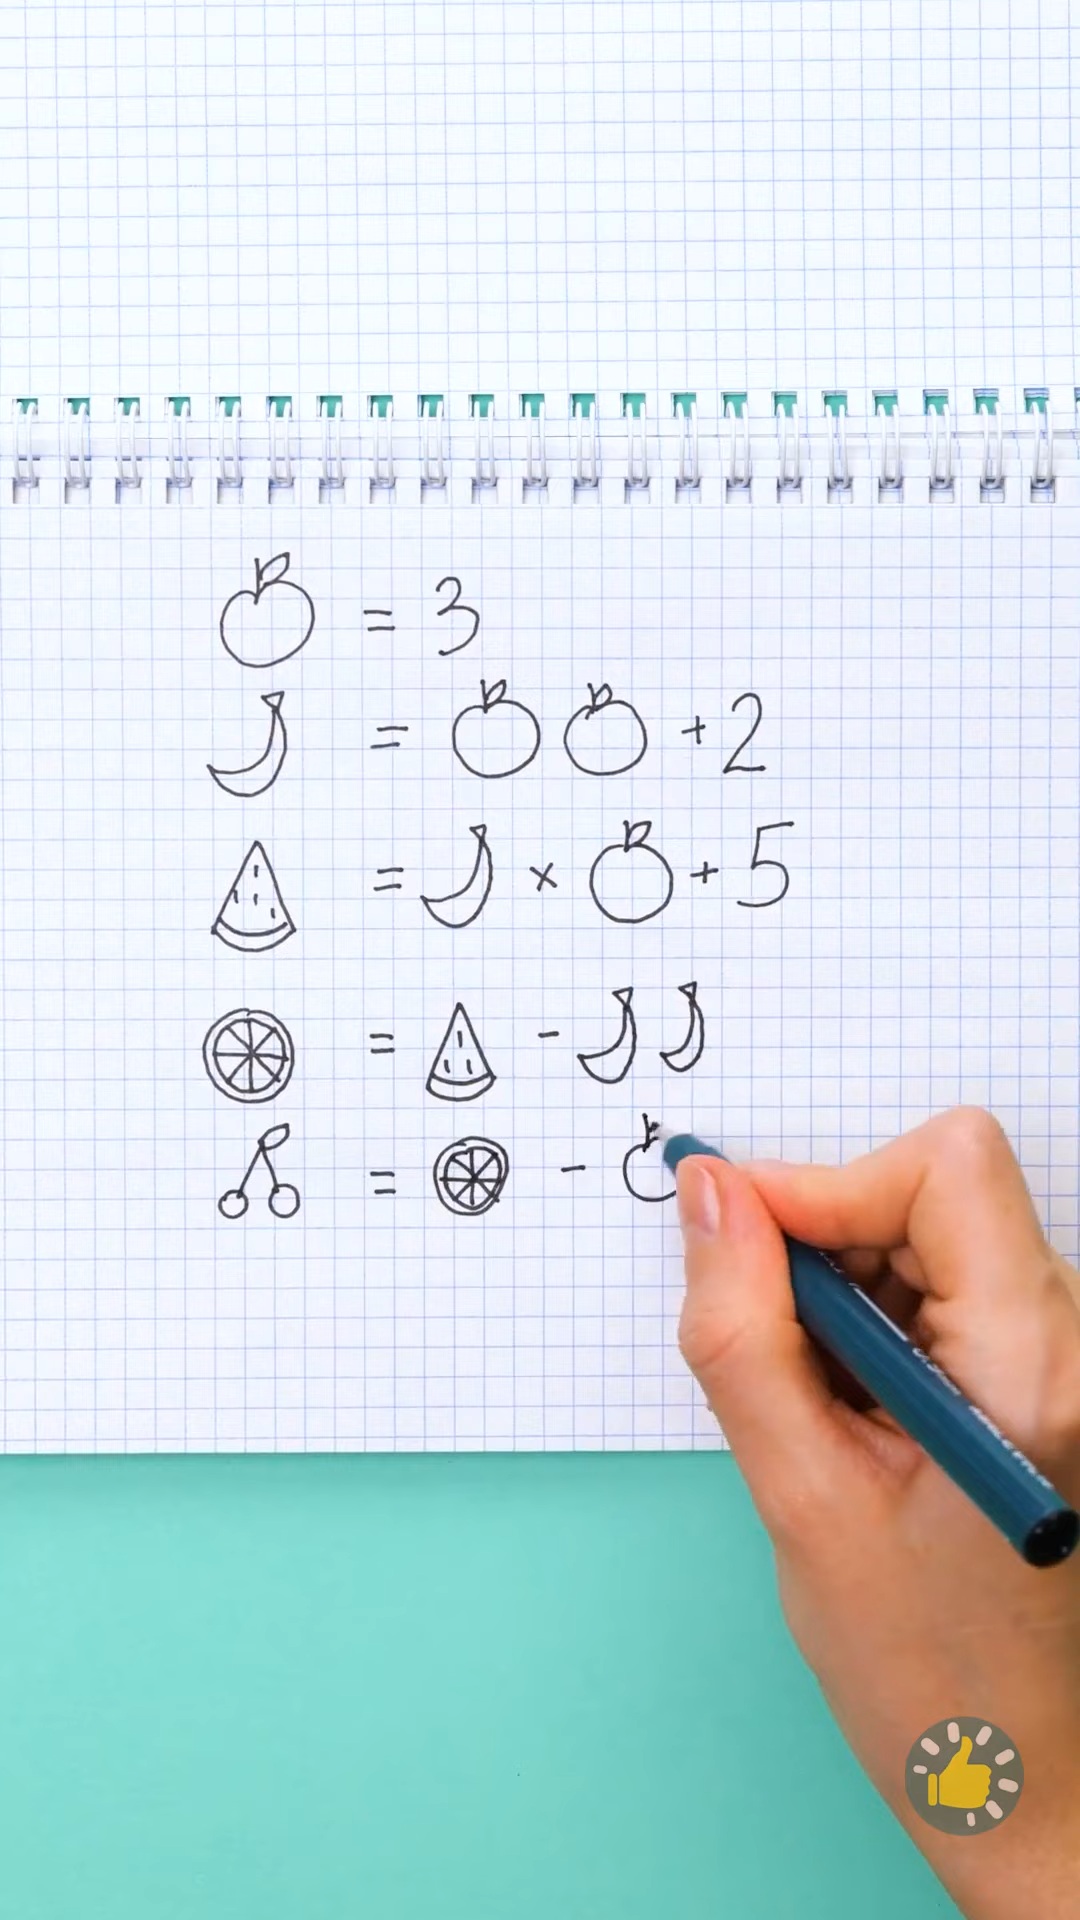 = 3
= + 2
= × + 5
= -
= -